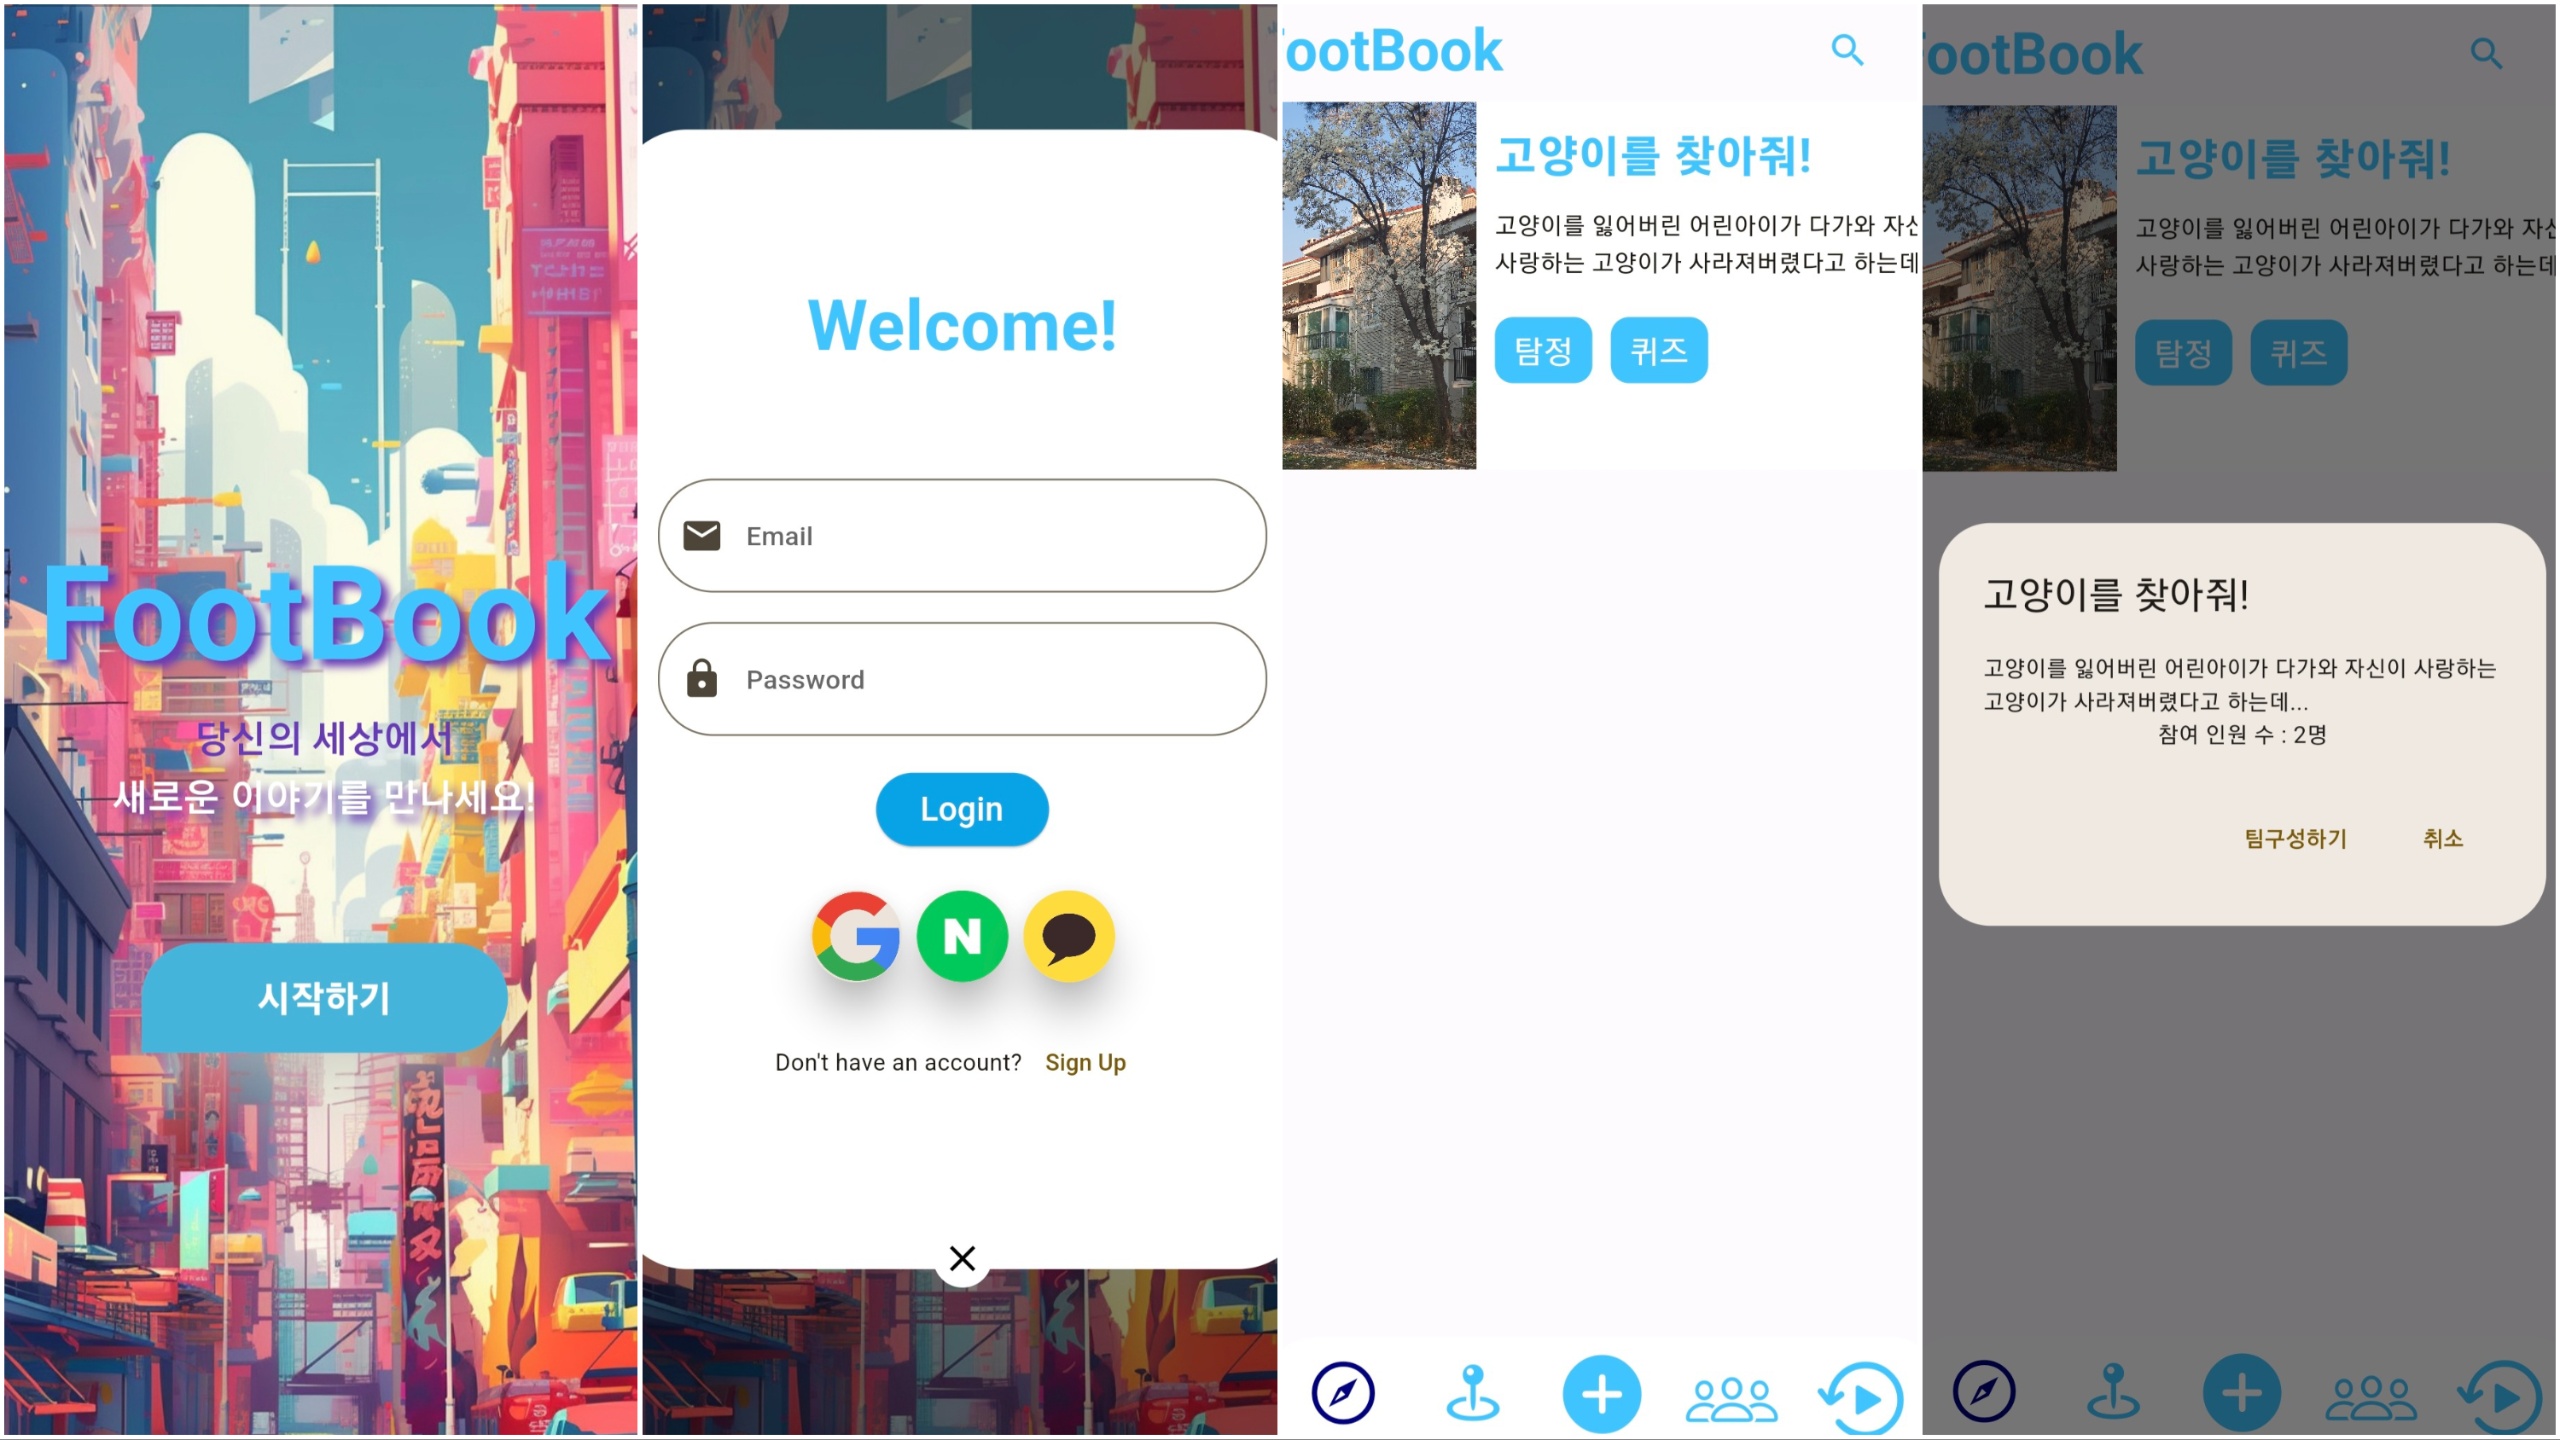 FootBook
당신의 세상에서
새로운 이야기를 만나세요!
시작하기
Welcome!
Email
Password
Login
N
Don't have an account? Sign Up
ootBook
고양이를 찾아줘!
고양이를 잃어버린 어린아이가 다가와 자신
사랑하는 고양이가 사라져버렸다고 하는데
탐정 퀴즈
ootBook
고양이를 찾아줘!
고양이를 잃어버린 어린아이가 다가와 자신
사랑하는 고양이가 사라져버렸다고 하는데
탐정 퀴즈
고양이를 찾아줘!
고양이를 잃어버린 어린아이가 다가와 자신이 사랑하는
고양이가 사라져버렸다고 하는데...
참여 인원 수 : 2명
팀구성하기 취소